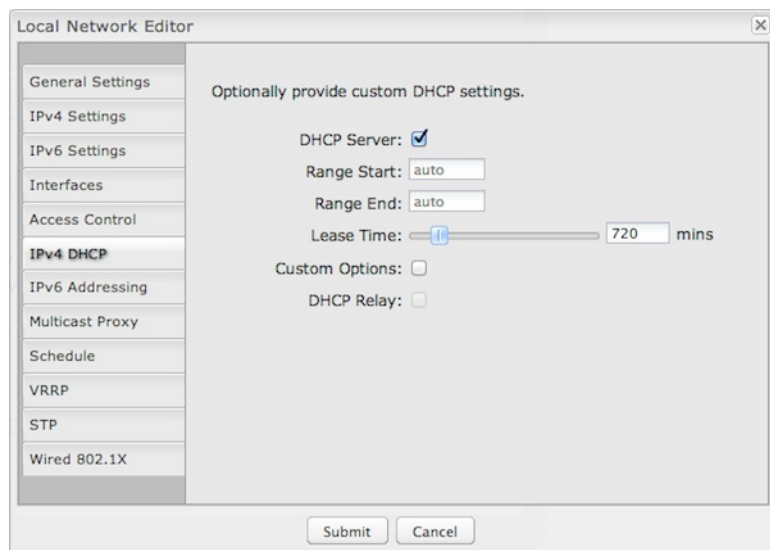 Local Network Editor
General Settings
IPv4 Settings
IPv6 Settings
Interfaces
Access Control
IPv4 DHCP
IPv6 Addressing
Multicast Proxy
Schedule
VRRP
STP
Wired 802.1X
Optionally provide custom DHCP settings.
DHCP Server:
Range Start: auto
Range End: auto
Lease Time: 720 mins
Custom Options:
DHCP Relay:
Submit Cancel